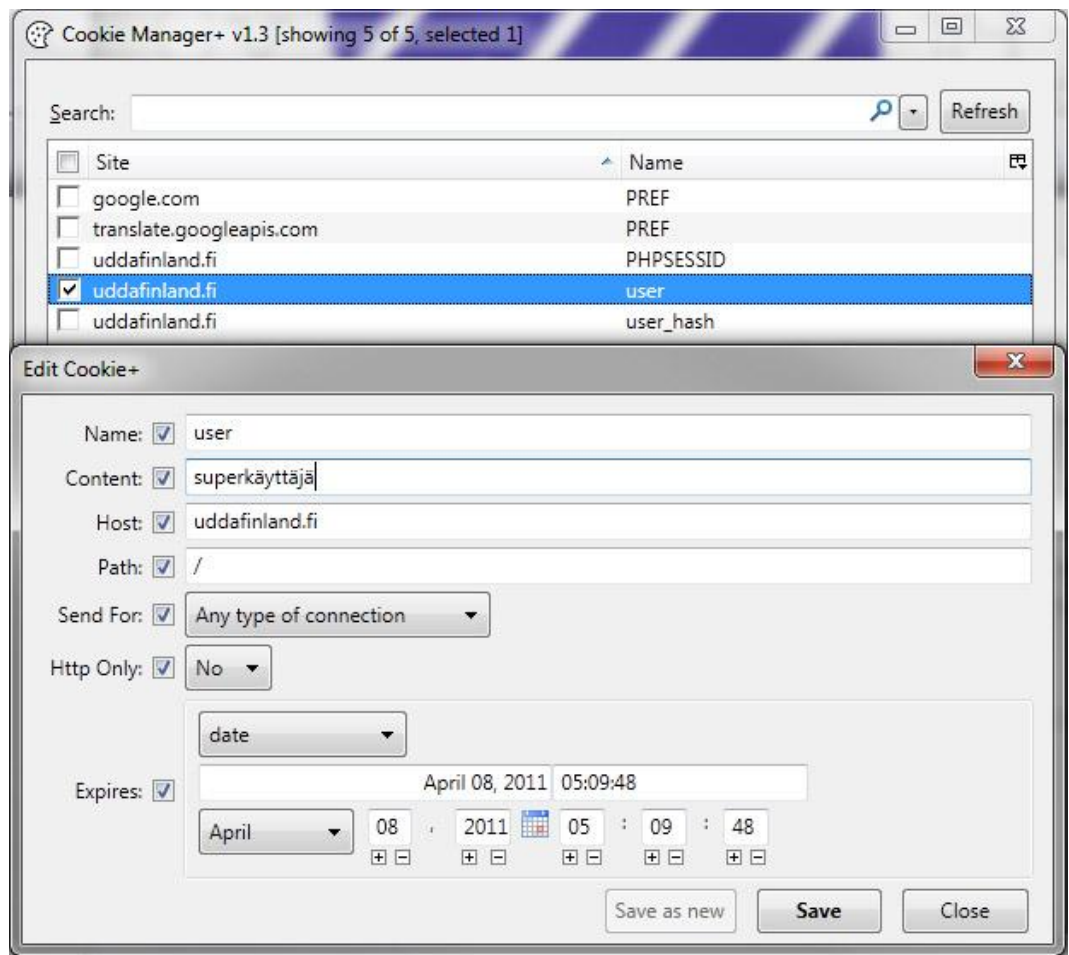 Cookie Manager+ v1.3 [showing 5 of 5, selected 1]
Search: Refresh
Site Name
google.com PREF
translate.googleapis.com PREF
uddafinland.fi PHPSESSID
uddafinland.fi user
uddafinland.fi user_hash
Edit Cookie+
Name: user
Content: superkäyttäjä
Host: uddafinland.fi
Path: /
Send For: Any type of connection
Http Only: No
date
Expires: April 08, 2011 05:09:48
April 08 , 2011 05 : 09 : 48
Save as new Save Close